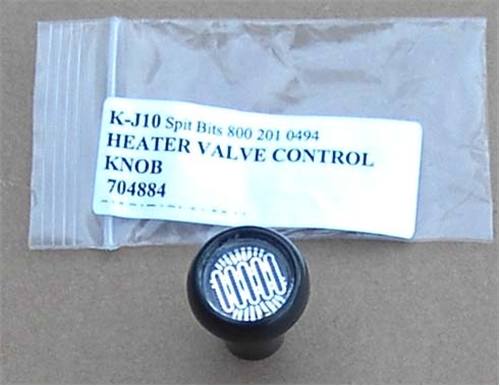 K-J10 Spit Bits 800 201 0494
HEATER VALVE CONTROL
KNOB
704884